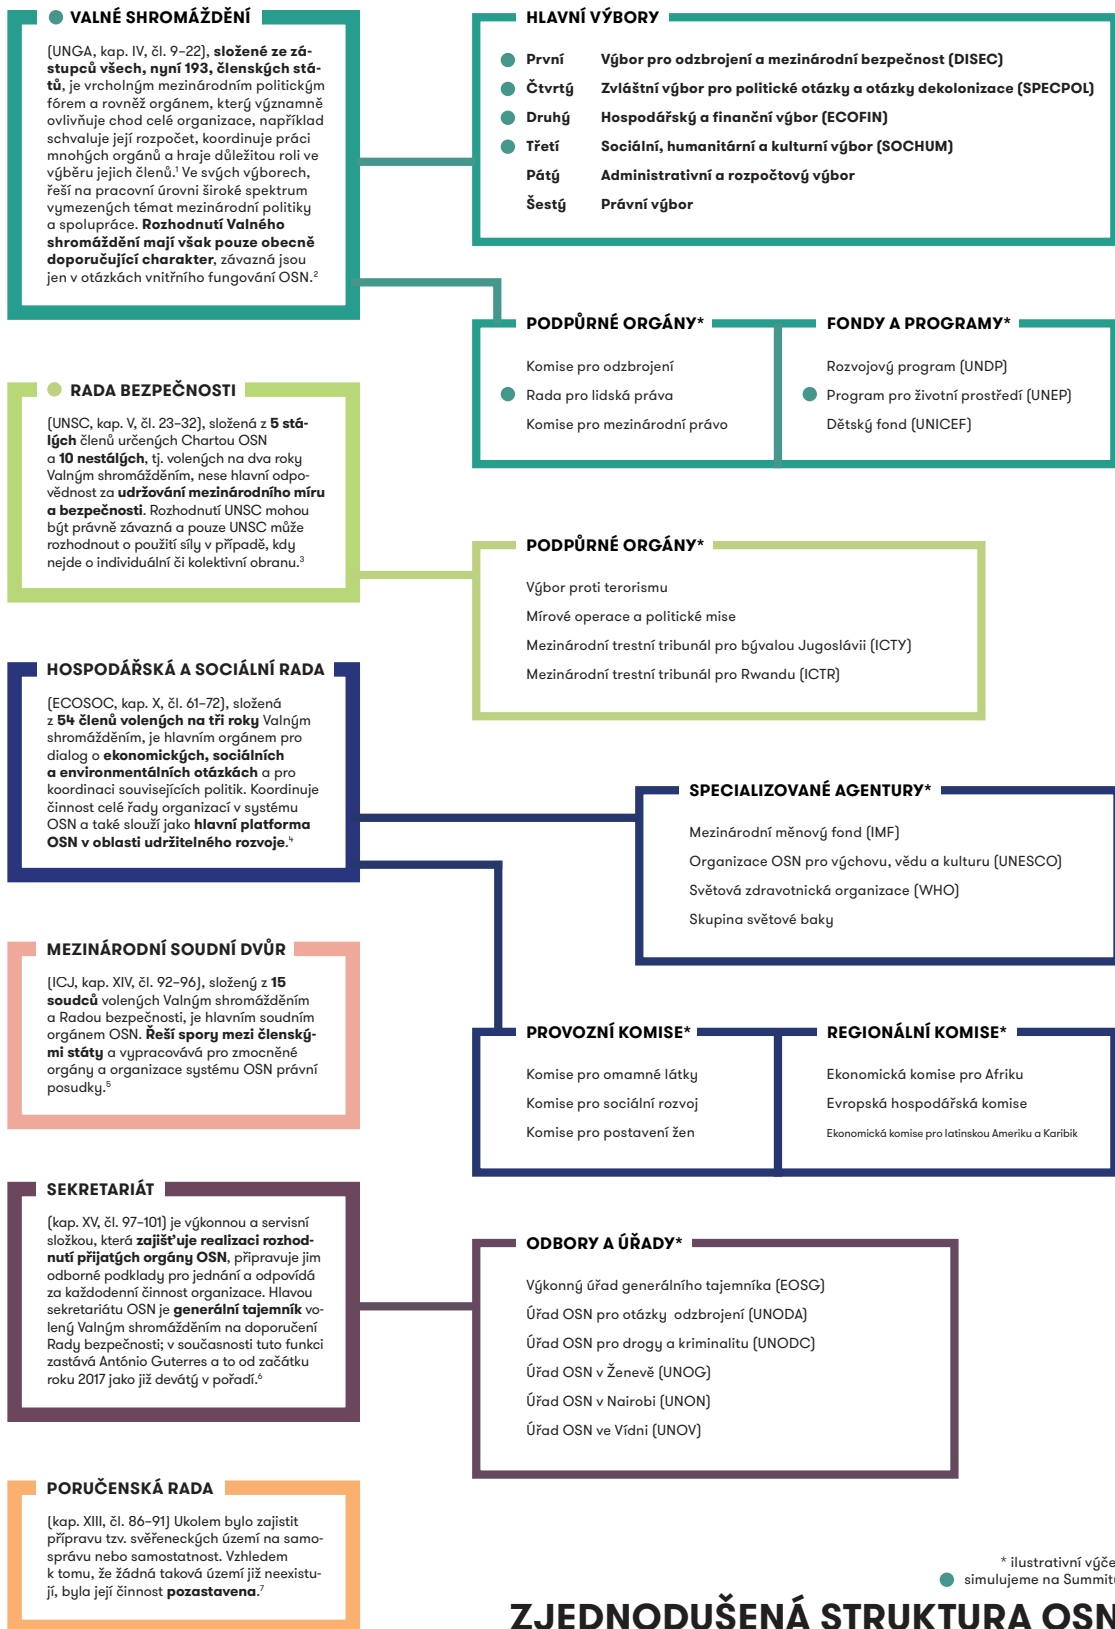 VALNÉ SHROMÁŽDĚNÍ
(UNGA, kap. IV, čl. 9–22), složené ze zá-
stupců všech, nyní 193, členských stá-
tů, je vrcholným mezinárodním politickým
fórem a rovněž orgánem, který významně
ovlivňuje chod celé organizace, například
schvaluje její rozpočet, koordinuje práci
mnohých orgánů a hraje důležitou roli ve
výběru jejich členů.¹ Ve svých výborech,
řeší na pracovní úrovni široké spektrum
vymezených témat mezinárodní politiky
a spolupráce. Rozhodnutí Valného
shromáždění mají však pouze obecně
doporučující charakter, závazná jsou
jen v otázkách vnitřního fungování OSN.²
HLAVNÍ VÝBORY
První Výbor pro odzbrojení a mezinárodní bezpečnost (DISEC)
Čtvrtý Zvláštní výbor pro politické otázky a otázky dekolonizace (SPECPOL)
Druhý Hospodářský a finanční výbor (ECOFIN)
Třetí Sociální, humanitární a kulturní výbor (SOCHUM)
Pátý Administrativní a rozpočtový výbor
Šestý Právní výbor
PODPŮRNÉ ORGÁNY*
Komise pro odzbrojení
Rada pro lidská práva
Komise pro mezinárodní právo
FONDY A PROGRAMY*
Rozvojový program (UNDP)
Program pro životní prostředí (UNEP)
Dětský fond (UNICEF)
RADA BEZPEČNOSTI
(UNSC, kap. V, čl. 23–32), složená z 5 stá-
lých členů určených Chartou OSN
a 10 nestálých, tj. volených na dva roky
Valným shromážděním, nese hlavní odpo-
vědnost za udržování mezinárodního míru
a bezpečnosti. Rozhodnutí UNSC mohou
být právně závazná a pouze UNSC může
rozhodnout o použití síly v případě, kdy
nejde o individuální či kolektivní obranu.³
PODPŮRNÉ ORGÁNY*
Výbor proti terorismu
Mírové operace a politické mise
Mezinárodní trestní tribunál pro bývalou Jugoslávii (ICTY)
Mezinárodní trestní tribunál pro Rwandu (ICTR)
HOSPODÁŘSKÁ A SOCIÁLNÍ RADA
(ECOSOC, kap. X, čl. 61–72), složená
z 54 členů volených na tři roky Valným
shromážděním, je hlavním orgánem pro
dialog o ekonomických, sociálních
a environmentálních otázkách a pro
koordinaci souvisejících politik. Koordinuje
činnost celé řady organizací v systému
OSN a také slouží jako hlavní platforma
OSN v oblasti udržitelného rozvoje.⁴
SPECIALIZOVANÉ AGENTURY*
Mezinárodní měnový fond (IMF)
Organizace OSN pro výchovu, vědu a kulturu (UNESCO)
Světová zdravotnická organizace (WHO)
Skupina světové baky
MEZINÁRODNÍ SOUDNÍ DVŮR
(ICJ, kap. XIV, čl. 92–96), složený z 15
soudců volených Valným shromážděním
a Radou bezpečnosti, je hlavním soudním
orgánem OSN. Řeší spory mezi členský-
mi státy a vypracovává pro zmocněné
orgány a organizace systému OSN právní
posudky.⁵
PROVOZNÍ KOMISE*
Komise pro omamné látky
Komise pro sociální rozvoj
Komise pro postavení žen
REGIONÁLNÍ KOMISE*
Ekonomická komise pro Afriku
Evropská hospodářská komise
Ekonomická komise pro latinskou Ameriku a Karibik
SEKRETARIÁT
(kap. XV, čl. 97–101) je výkonnou a servisní
složkou, která zajišťuje realizaci rozhod-
nutí přijatých orgány OSN, připravuje jim
odborné podklady pro jednání a odpovídá
za každodenní činnost organizace. Hlavou
sekretariátu OSN je generální tajemník vo-
lený Valným shromážděním na doporučení
Rady bezpečnosti; v současnosti tuto funkci
zastává António Guterres a to od začátku
roku 2017 jako již devátý v pořadí.⁶
ODBORY A ÚŘADY*
Výkonný úřad generálního tajemníka (EOSG)
Úřad OSN pro otázky odzbrojení (UNODA)
Úřad OSN pro drogy a kriminalitu (UNODC)
Úřad OSN v Ženevě (UNOG)
Úřad OSN v Nairobi (UNON)
Úřad OSN ve Vídni (UNOV)
PORUČENSKÁ RADA
(kap. XIII, čl. 86–91) Ukolem bylo zajistit
přípravu tzv. svěřeneckých území na samo-
správu nebo samostatnost. Vzhledem
k tomu, že žádná taková území již neexistu-
jí, byla její činnost pozastavena.⁷
* ilustrativní výče
simulujeme na Summitu
ZJEDNODUŠENÁ STRUKTURA OSN